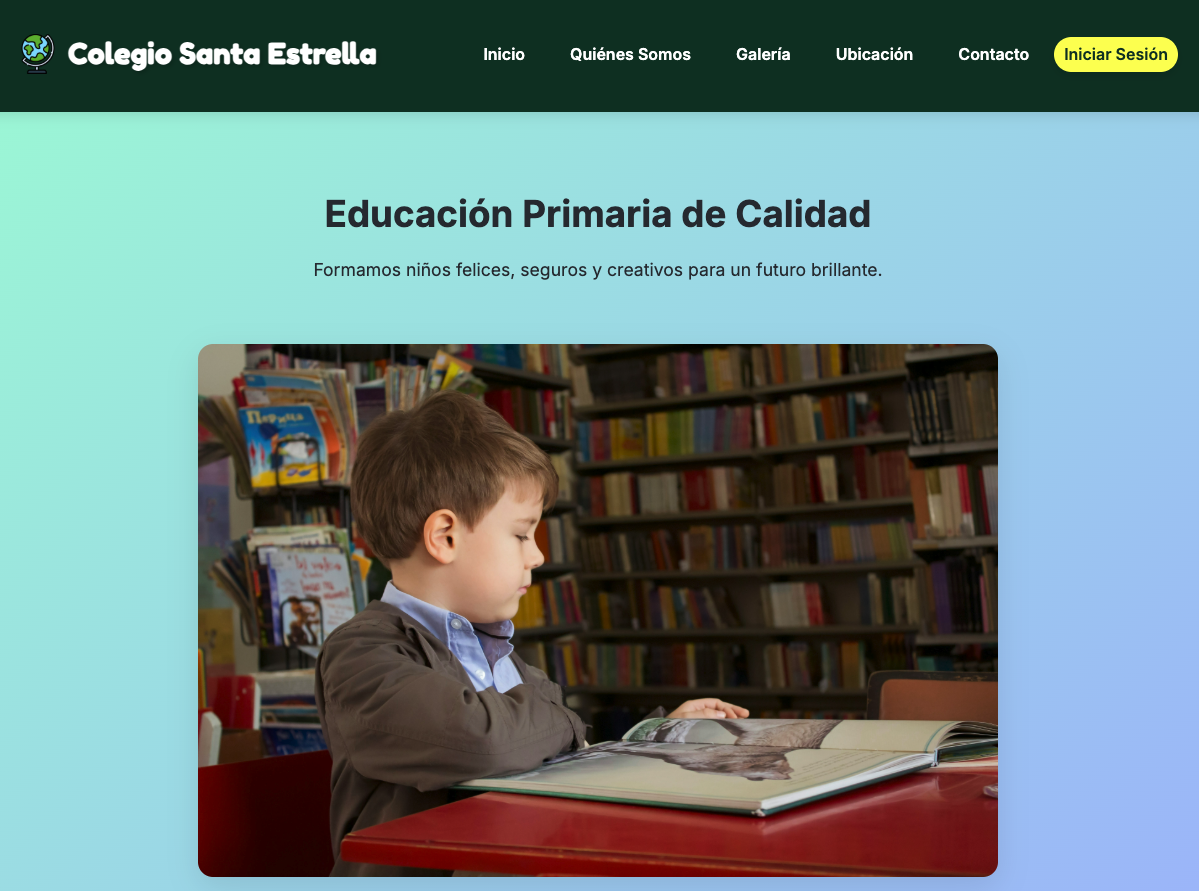 Colegio Santa Estrella
Inicio
Quiénes Somos
Galería
Ubicación
Contacto
Iniciar Sesión
Educación Primaria de Calidad
Formamos niños felices, seguros y creativos para un futuro brillante.